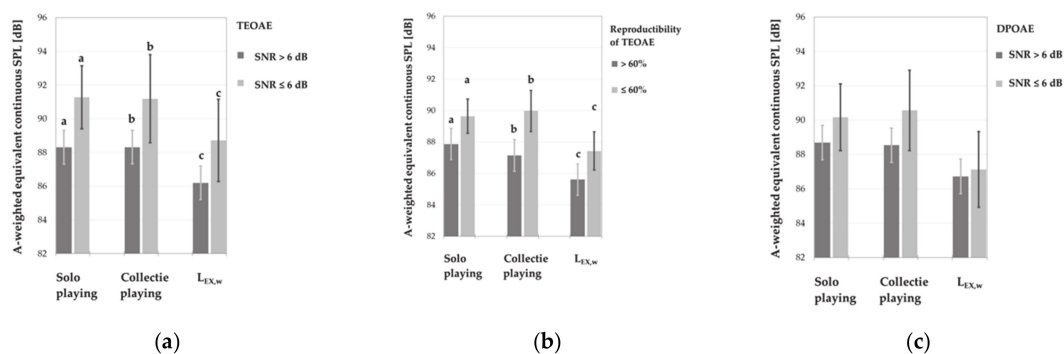 A-weighted equivalent continuous SPL [dB]
96
94
92
90
88
86
84
82
a
a
b
b
c
c
Solo
playing
Collectie
playing
L_EX,w
TEOAE
SNR > 6 dB
SNR ≤ 6 dB
(a)
A-weighted equivalent continuous SPL [dB]
96
94
92
90
88
86
84
82
a
a
b
b
c
c
Solo
playing
Collectie
playing
L_EX,w
Reproductibility
of TEOAE
> 60%
≤ 60%
(b)
A-weighted equivalent continuous SPL [dB]
96
94
92
90
88
86
84
82
Solo
playing
Collectie
playing
L_EX,w
DPOAE
SNR > 6 dB
SNR ≤ 6 dB
(c)